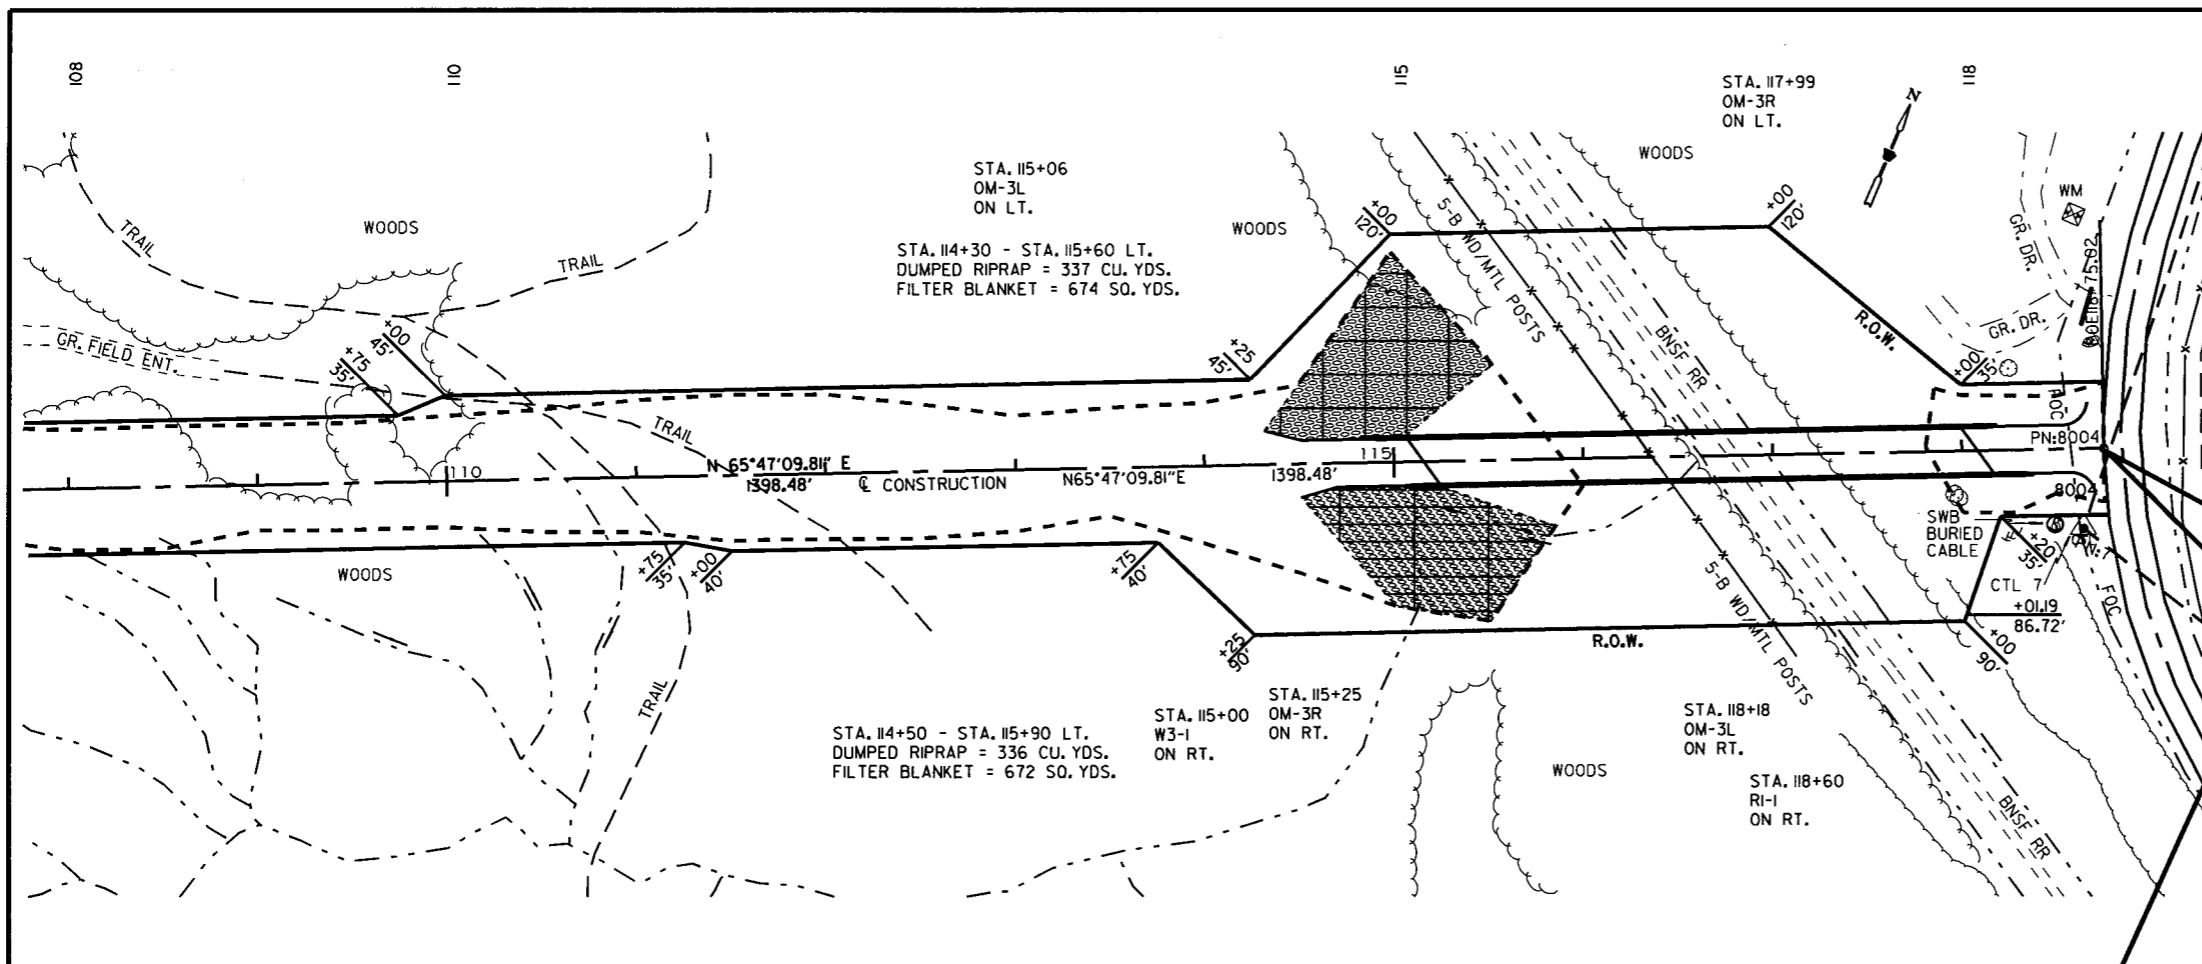 108
110
115
118
STA. 117+99
OM-3R
ON LT.
N
WOODS
STA. 115+06
OM-3L
ON LT.
WM
WOODS
WOODS
TRAIL
TRAIL
+00
120'
+00
120'
5-B WD/MTL POSTS
GR. DR.
STA. 114+30 - STA. 115+60 LT.
DUMPED RIPRAP = 337 CU. YDS.
FILTER BLANKET = 674 SQ. YDS.
GR. FIELD ENT.
+75
35'
+00
45'
+25
45'
BNSF RR
R.O.W.
GR. DR.
+00
35'
FOC
TRAIL
PN:8004
110
N 65°47'09.81" E
1398.48'
℄ CONSTRUCTION
N65°47'09.81"E
1398.48'
115
8004
SWB
BURIED
CABLE
+20
35'
WOODS
+75
35'
+00
40'
+75
40'
5-B WD/MTL POSTS
CTL 7
FOC
+01.19
86.72'
+25
90'
R.O.W.
+00
90'
TRAIL
STA. 114+50 - STA. 115+90 LT.
DUMPED RIPRAP = 336 CU. YDS.
FILTER BLANKET = 672 SQ. YDS.
STA. 115+00
W3-1
ON RT.
STA. 115+25
OM-3R
ON RT.
STA. 118+18
OM-3L
ON RT.
WOODS
STA. 118+60
R1-1
ON RT.
BNSF RR